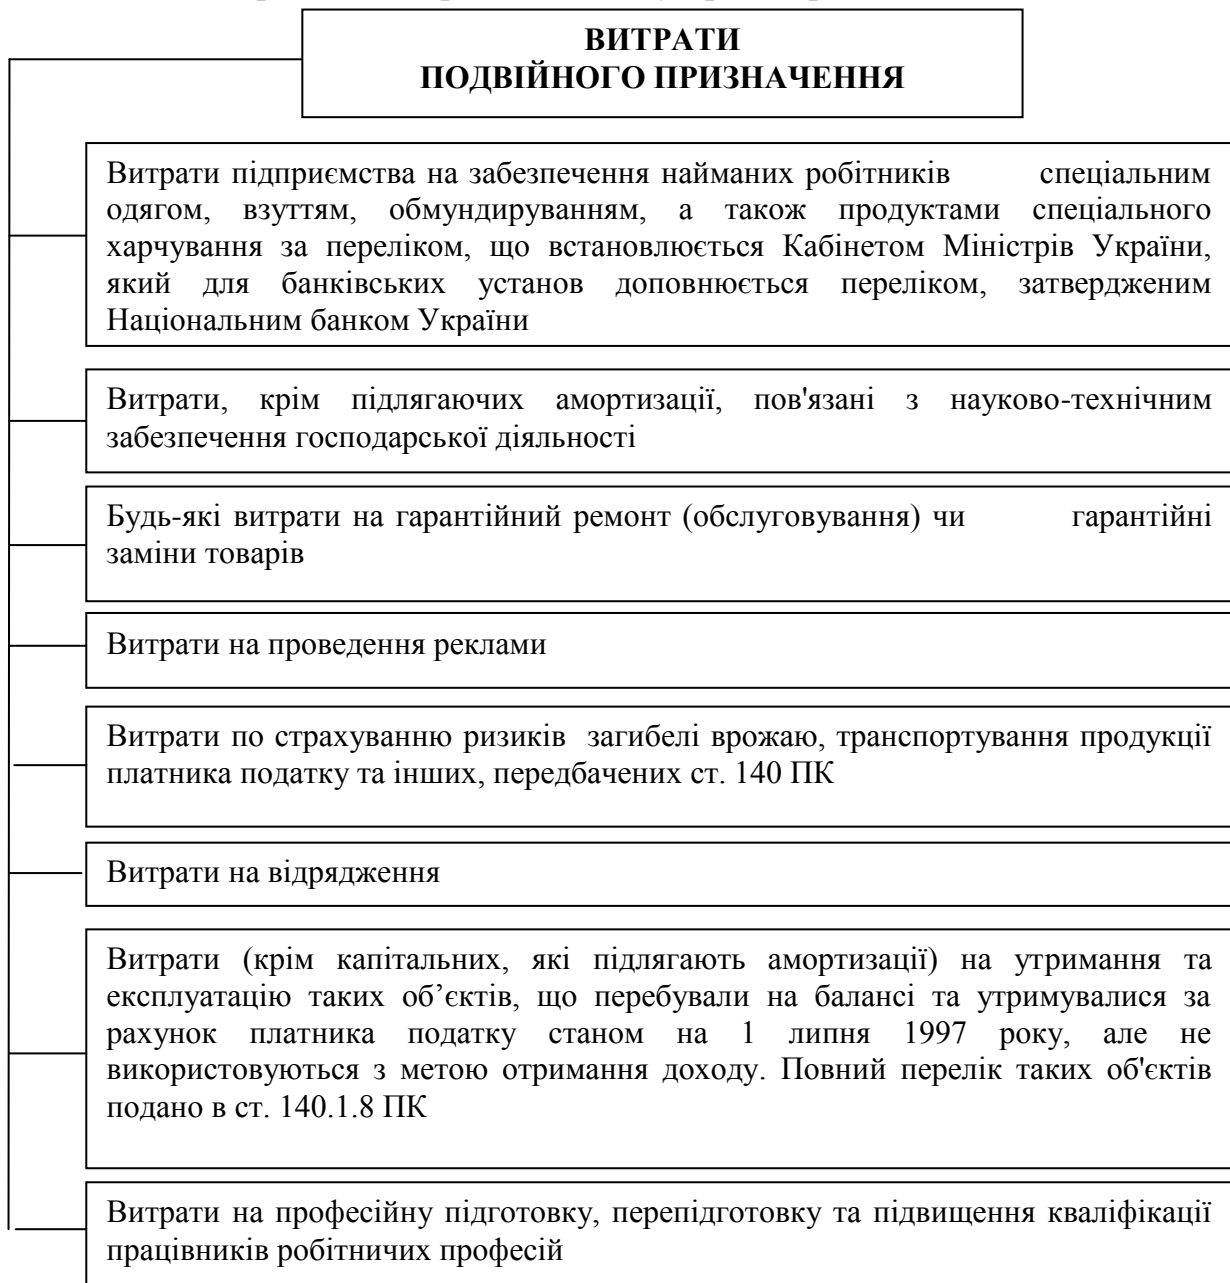 ВИТРАТИ
ПОДВІЙНОГО ПРИЗНАЧЕННЯ
Витрати підприємства на забезпечення найманих робітників спеціальним
одягом, взуттям, обмундируванням, а також продуктами спеціального
харчування за переліком, що встановлюється Кабінетом Міністрів України,
який для банківських установ доповнюється переліком, затвердженим
Національним банком України
Витрати, крім підлягаючих амортизації, пов'язані з науково-технічним
забезпечення господарської діяльності
Будь-які витрати на гарантійний ремонт (обслуговування) чи гарантійні
заміни товарів
Витрати на проведення реклами
Витрати по страхуванню ризиків загибелі врожаю, транспортування продукції
платника податку та інших, передбачених ст. 140 ПК
Витрати на відрядження
Витрати (крім капітальних, які підлягають амортизації) на утримання та
експлуатацію таких об’єктів, що перебували на балансі та утримувалися за
рахунок платника податку станом на 1 липня 1997 року, але не
використовуються з метою отримання доходу. Повний перелік таких об'єктів
подано в ст. 140.1.8 ПК
Витрати на професійну підготовку, перепідготовку та підвищення кваліфікації
працівників робітничих професій